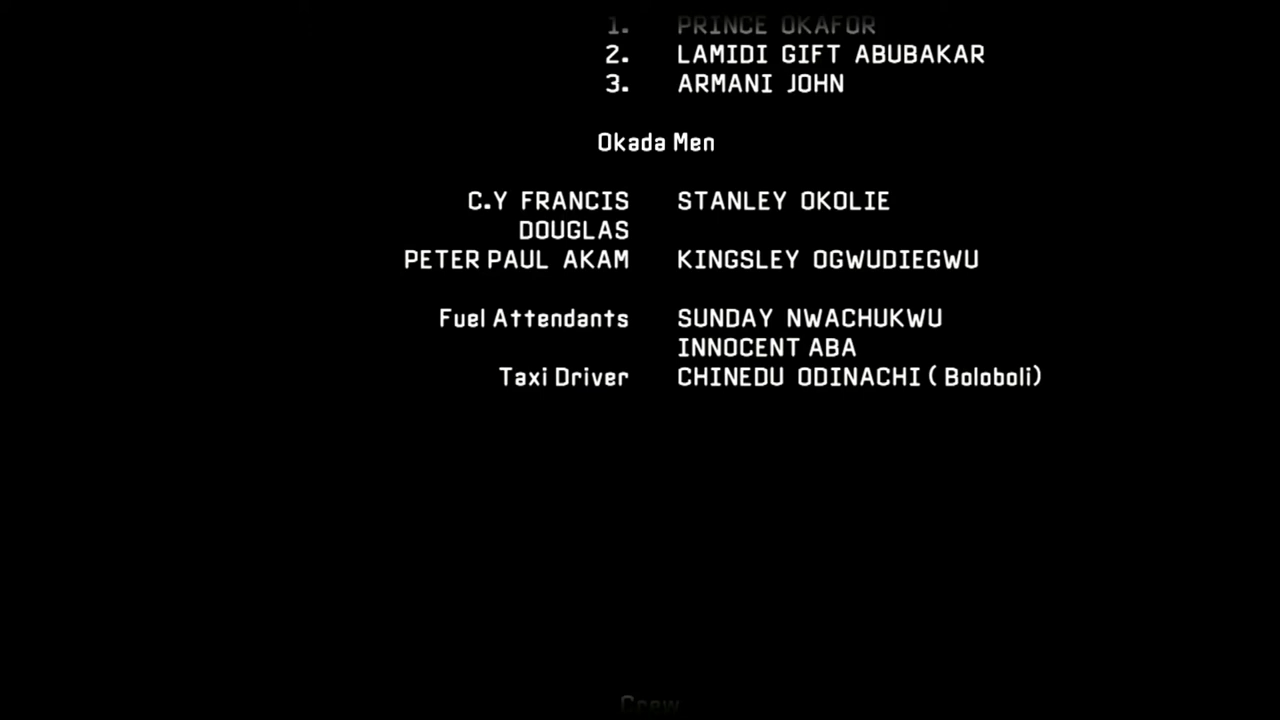 1. PRINCE OKAFOR
2. LAMIDI GIFT ABUBAKAR
3. ARMANI JOHN
Okada Men
C.Y FRANCIS STANLEY OKOLIE
DOUGLAS
PETER PAUL AKAM KINGSLEY OGWUDIEGWU
Fuel Attendants SUNDAY NWACHUKWU
INNOCENT ABA
Taxi Driver CHINEDU ODINACHI ( Boloboli)
Crew